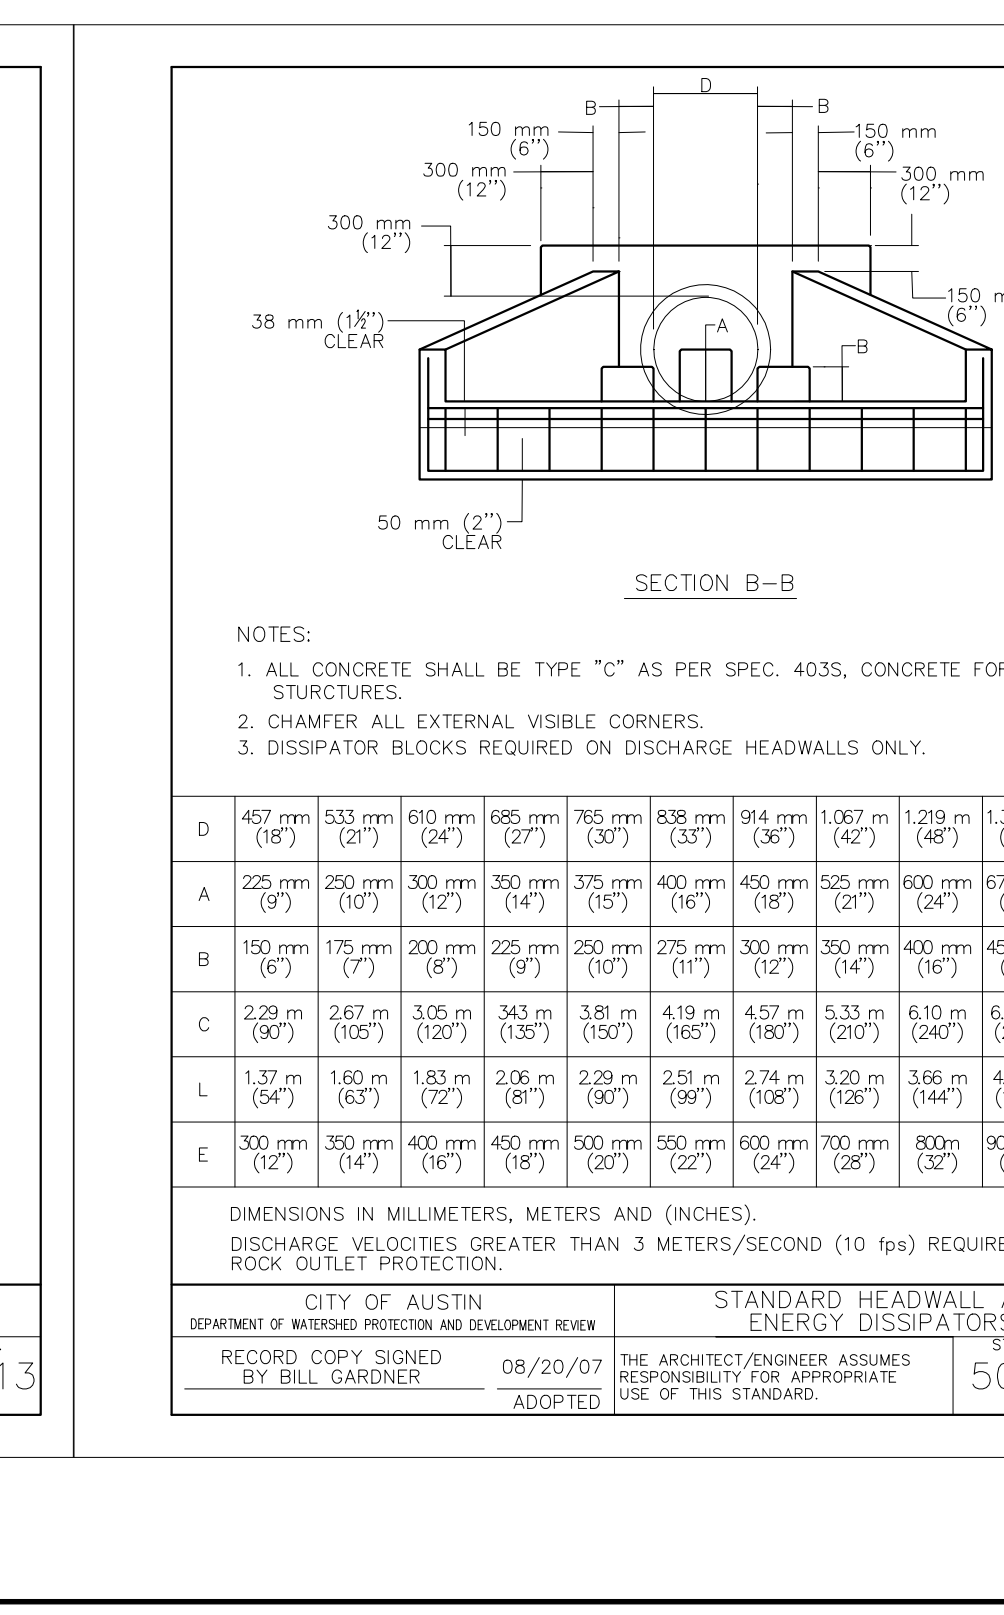 D
B
B
150 mm
(6")
150 mm
(6")
300 mm
(12")
300 mm
(12")
300 mm
(12")
150
(6")
38 mm (1½")
CLEAR
A
B
50 mm (2")
CLEAR
SECTION B-B
NOTES:
1. ALL CONCRETE SHALL BE TYPE "C" AS PER SPEC. 403S, CONCRETE FOR
STURCTURES.
2. CHAMFER ALL EXTERNAL VISIBLE CORNERS.
3. DISSIPATOR BLOCKS REQUIRED ON DISCHARGE HEADWALLS ONLY.
D 457 mm 533 mm 610 mm 685 mm 765 mm 838 mm 914 mm 1.067 m 1.219 m
(18") (21") (24") (27") (30") (33") (36") (42") (48")
A 225 mm 250 mm 300 mm 350 mm 375 mm 400 mm 450 mm 525 mm 600 mm
(9") (10") (12") (14") (15") (16") (18") (21") (24")
B 150 mm 175 mm 200 mm 225 mm 250 mm 275 mm 300 mm 350 mm 400 mm
(6") (7") (8") (9") (10") (11") (12") (14") (16")
C 2.29 m 2.67 m 3.05 m 343 m 3.81 m 4.19 m 4.57 m 5.33 m 6.10 m
(90") (105") (120") (135") (150") (165") (180") (210") (240")
L 1.37 m 1.60 m 1.83 m 2.06 m 2.29 m 2.51 m 2.74 m 3.20 m 3.66 m
(54") (63") (72") (81") (90") (99") (108") (126") (144")
E 300 mm 350 mm 400 mm 450 mm 500 mm 550 mm 600 mm 700 mm 800m
(12") (14") (16") (18") (20") (22") (24") (28") (32")
DIMENSIONS IN MILLIMETERS, METERS AND (INCHES).
DISCHARGE VELOCITIES GREATER THAN 3 METERS/SECOND (10 fps) REQUIRE
ROCK OUTLET PROTECTION.
CITY OF AUSTIN
DEPARTMENT OF WATERSHED PROTECTION AND DEVELOPMENT REVIEW
STANDARD HEADWALL
ENERGY DISSIPATORS
RECORD COPY SIGNED
BY BILL GARDNER
08/20/07
ADOPTED
THE ARCHITECT/ENGINEER ASSUMES
RESPONSIBILITY FOR APPROPRIATE
USE OF THIS STANDARD.
50
13